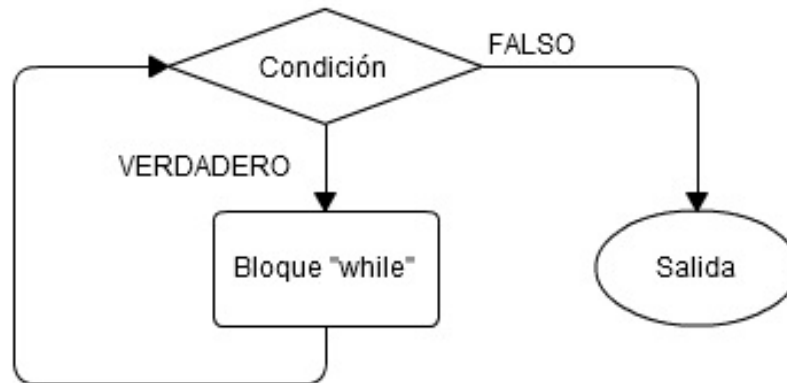 Condición
FALSO
VERDADERO
Bloque "while"
Salida